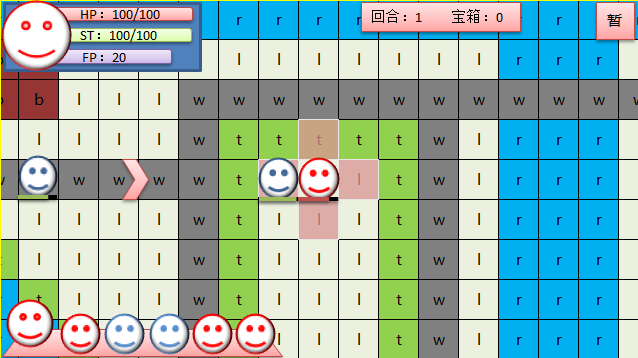 HP：100/100
ST：100/100
FP：20
回合：1 宝箱：0
暂
r r r r
l l l l l l l r r r
b l l l w w w w w w w w w w w
l l l l w t t t t t w l r r r
w w w w w t l t w l r r r
l l l l w t l l l t w l r r r
l l l l w t l l l t w l r r r
t l l l w t l l l t w l r r r
l l l t w l r r r